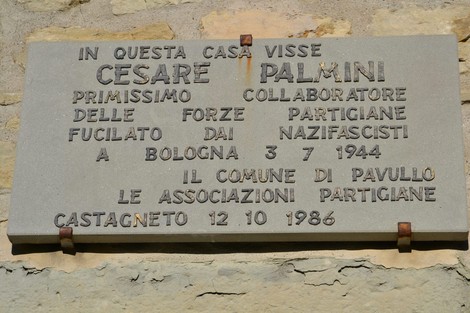 IN QUESTA CASA VISSE
CESARE PALMINI
PRIMISSIMO COLLABORATORE
DELLE FORZE PARTIGIANE
FUCILATO DAI NAZIFASCISTI
A BOLOGNA 3 7 1944
IL COMUNE DI PAVULLO
LE ASSOCIAZIONI PARTIGIANE
CASTAGNETO 12 10 1986